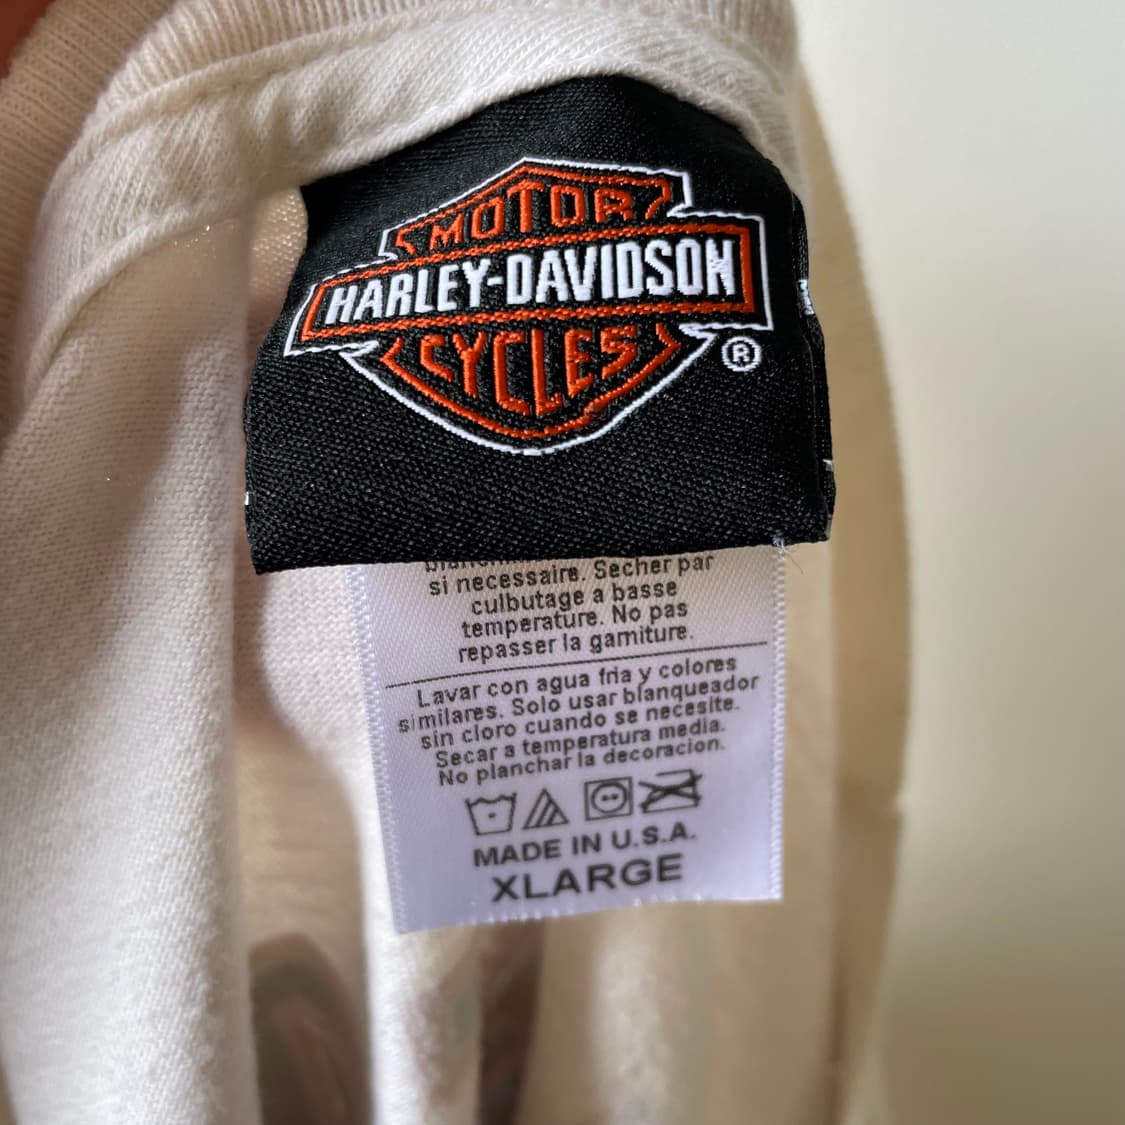 MOTOR
HARLEY-DAVIDSON
CYCLES
®
si necessaire. Secher par
culbutage a basse
temperature. No pas
repasser la garniture.
Lavar con agua fria y colores
similares. Solo usar blanqueador
sin cloro cuando se necesite.
Secar a temperatura media.
No planchar la decoracion.
MADE IN U.S.A.
XLARGE